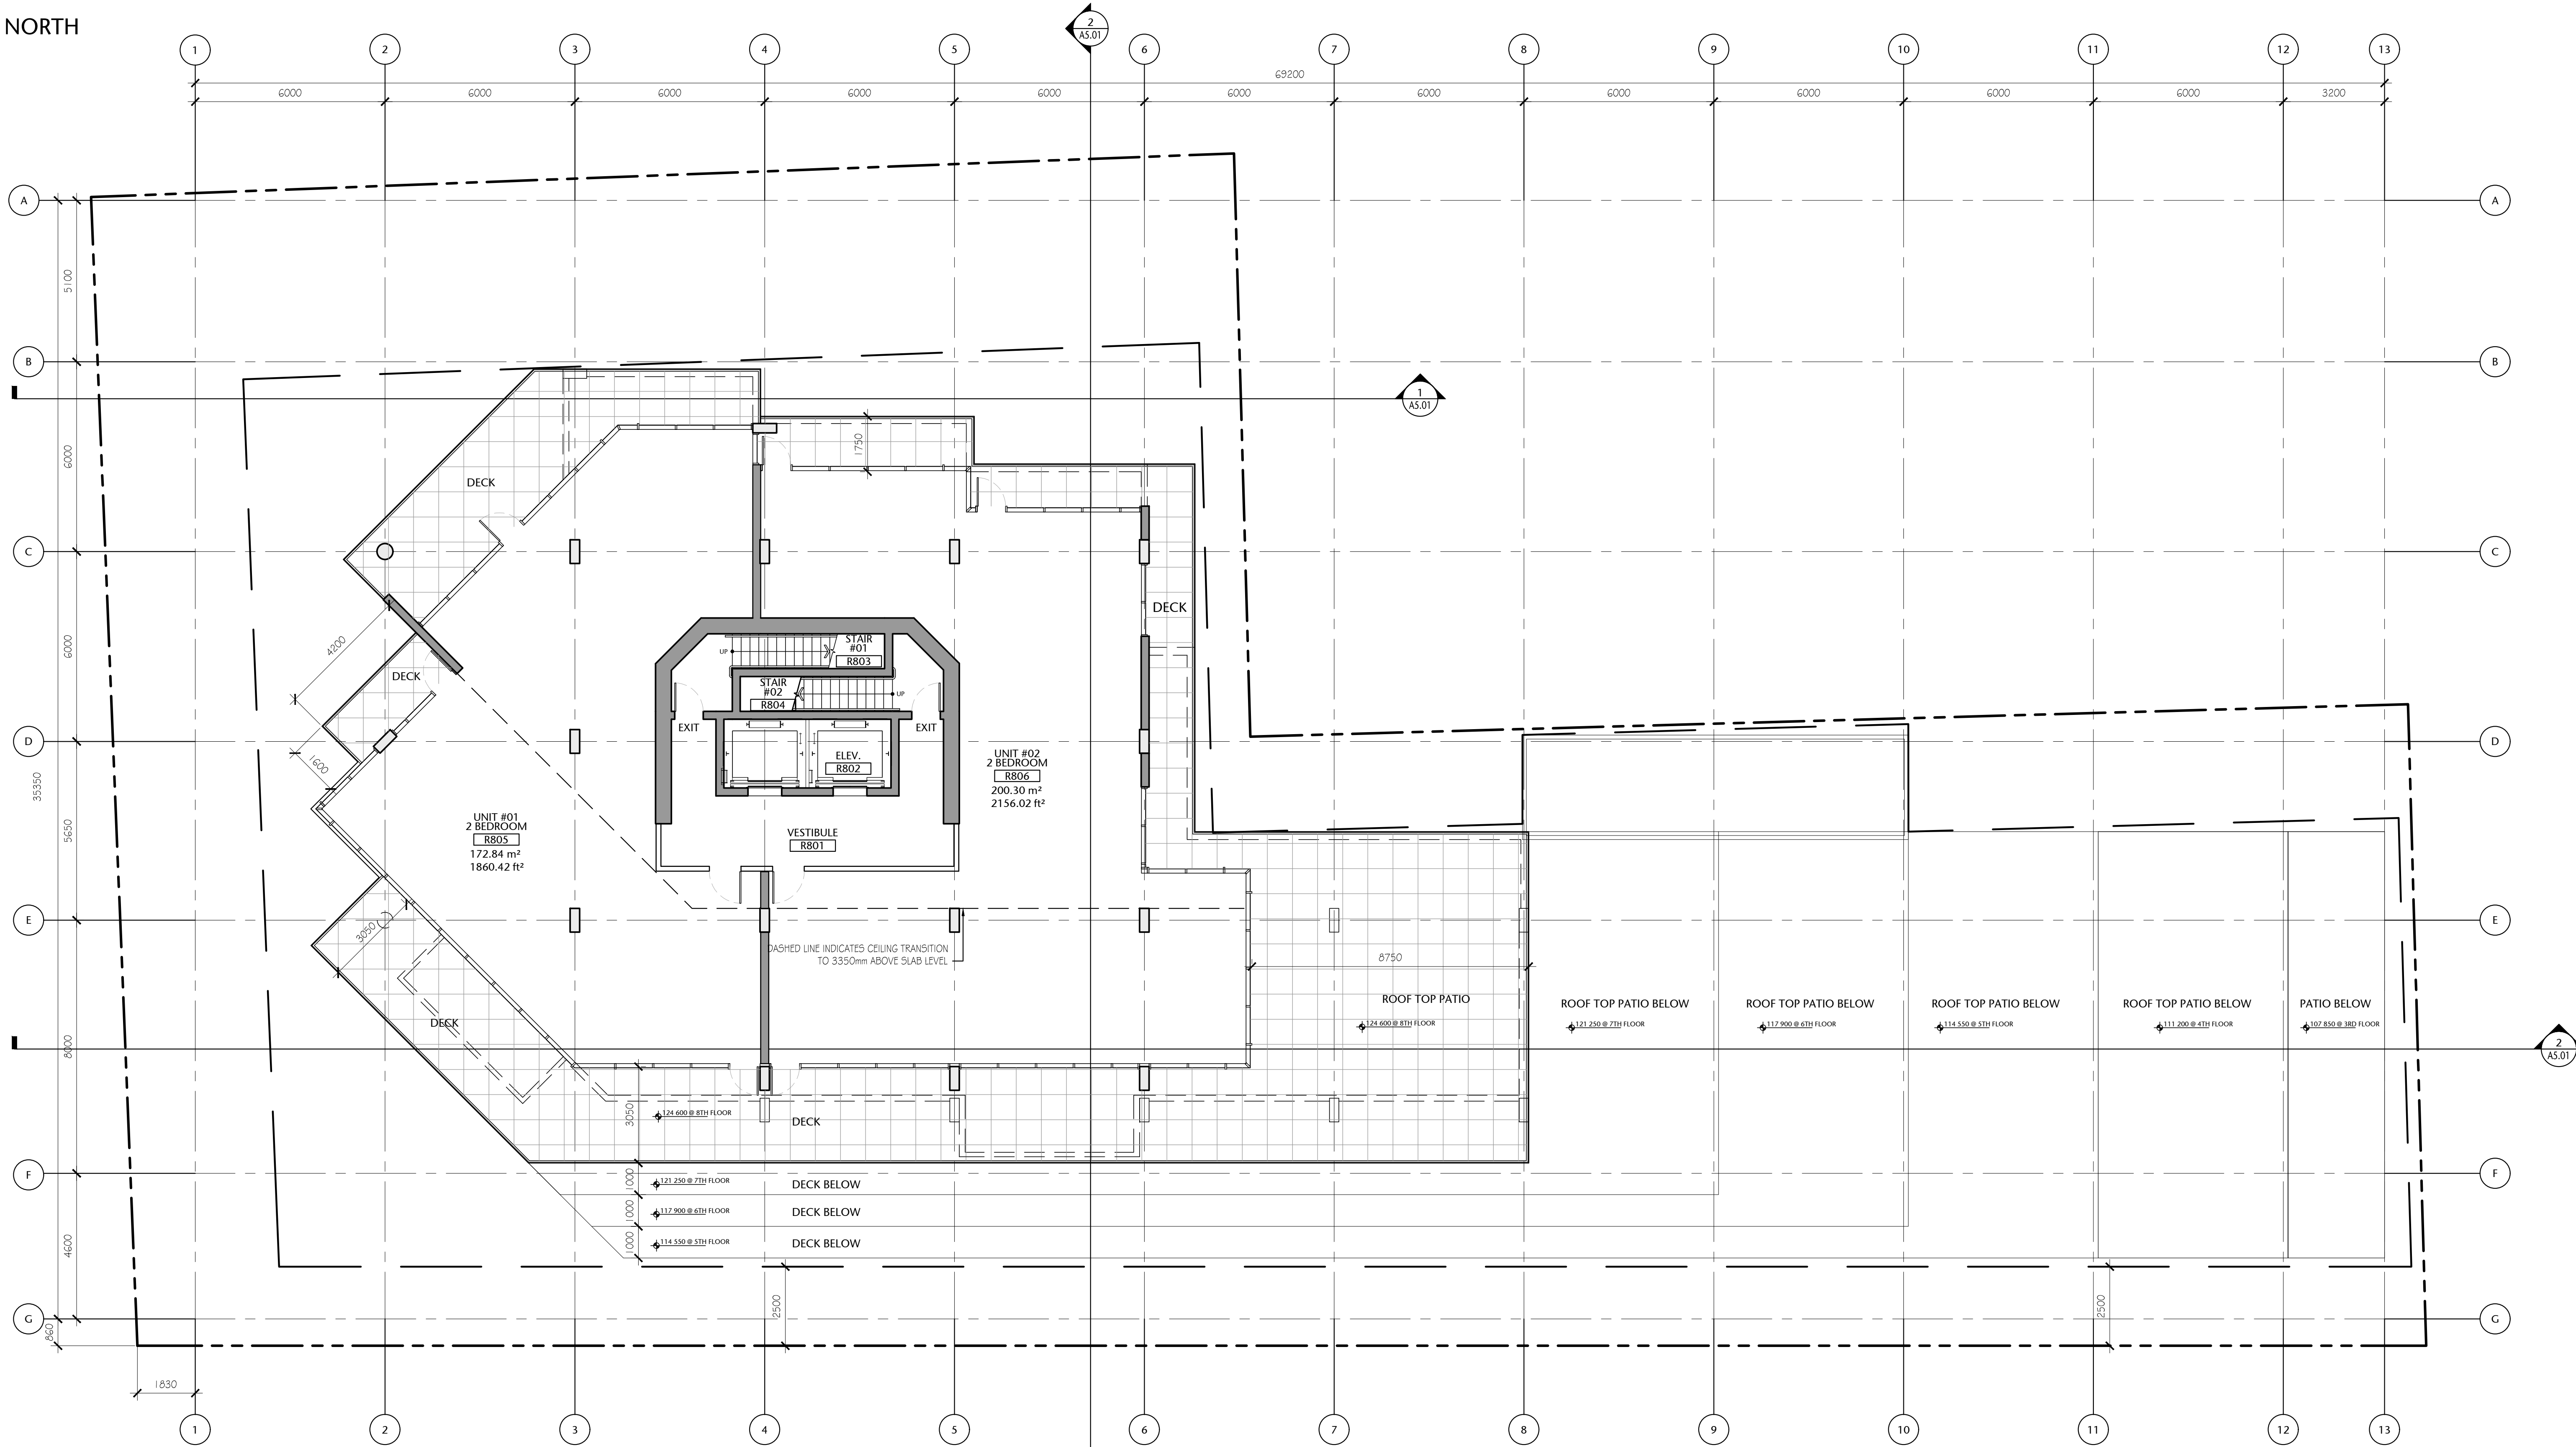 NORTH
2
A5.01
1 2 3 4 5 6 7 8 9 10 11 12 13
69200
6000 6000 6000 6000 6000 6000 6000 6000 6000 6000 6000 3200
A A
5100
B B
1
A5.01
6000
1750
DECK
C C
DECK
6000
4200
STAIR
#01
R803
UP
DECK
STAIR
#02
R804
UP
EXIT EXIT
D D
1600
ELEV.
R802
UNIT #02
2 BEDROOM
R806
200.30 m²
2156.02 ft²
35350
5650
UNIT #01
2 BEDROOM
R805
172.84 m²
1860.42 ft²
VESTIBULE
R801
E E
3050
DASHED LINE INDICATES CEILING TRANSITION
TO 3350mm ABOVE SLAB LEVEL
8750
ROOF TOP PATIO
124 600 @ 8TH FLOOR
ROOF TOP PATIO BELOW
121 250 @ 7TH FLOOR
ROOF TOP PATIO BELOW
117 900 @ 6TH FLOOR
ROOF TOP PATIO BELOW
114 550 @ 5TH FLOOR
ROOF TOP PATIO BELOW
111 200 @ 4TH FLOOR
PATIO BELOW
107 850 @ 3RD FLOOR
DECK
8000
2
A5.01
3050
124 600 @ 8TH FLOOR
DECK
F F
1000
121 250 @ 7TH FLOOR
DECK BELOW
1000
117 900 @ 6TH FLOOR
DECK BELOW
1000
114 550 @ 5TH FLOOR
DECK BELOW
4600
2500 2500
G G
860
1830
1 2 3 4 5 6 7 8 9 10 11 12 13